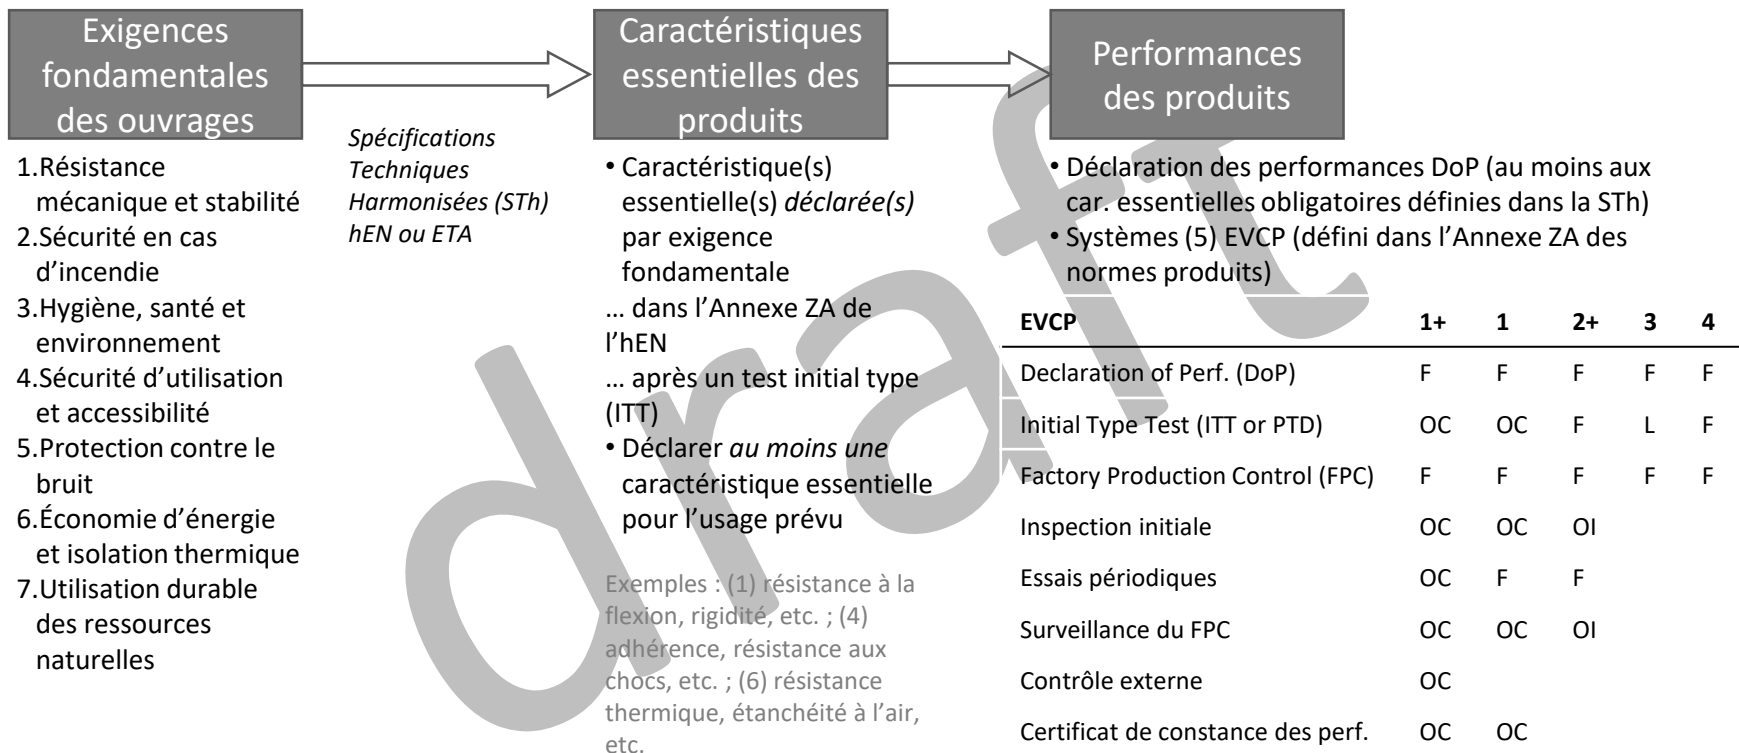 Exigences
fondamentales
des ouvrages
1.Résistance
mécanique et stabilité
2.Sécurité en cas
d’incendie
3.Hygiène, santé et
environnement
4.Sécurité d’utilisation
et accessibilité
5.Protection contre le
bruit
6.Économie d’énergie
et isolation thermique
7.Utilisation durable
des ressources
naturelles
Spécifications
Techniques
Harmonisées (STh)
hEN ou ETA
Caractéristiques
essentielles des
produits
• Caractéristique(s)
essentielle(s) déclarée(s)
par exigence
fondamentale
… dans l’Annexe ZA de
l’hEN
… après un test initial type
(ITT)
• Déclarer au moins une
caractéristique essentielle
pour l’usage prévu
Exemples : (1) résistance à la
flexion, rigidité, etc. ; (4)
adhérence, résistance aux
chocs, etc. ; (6) résistance
thermique, étanchéité à l’air,
etc.
Performances
des produits
• Déclaration des performances DoP (au moins aux
car. essentielles obligatoires définies dans la STh)
• Systèmes (5) EVCP (défini dans l’Annexe ZA des
normes produits)
EVCP 1+ 1 2+ 3 4
Declaration of Perf. (DoP) F F F F F
Initial Type Test (ITT or PTD) OC OC F L F
Factory Production Control (FPC) F F F F F
Inspection initiale OC OC OI
Essais périodiques OC F F
Surveillance du FPC OC OC OI
Contrôle externe OC
Certificat de constance des perf. OC OC
draft